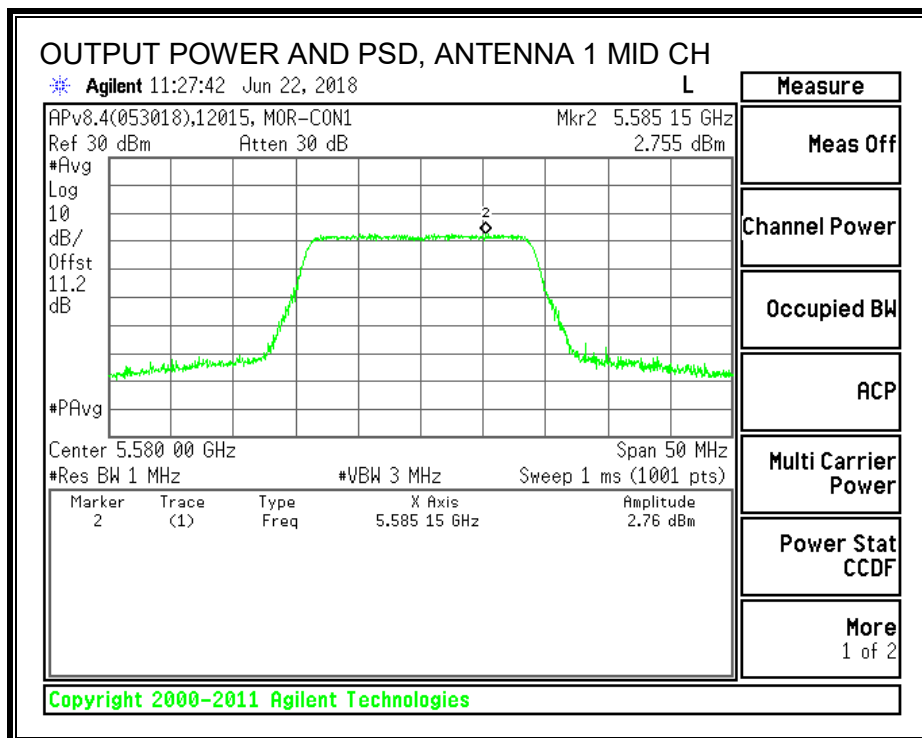 OUTPUT POWER AND PSD, ANTENNA 1 MID CH
Agilent 11:27:42 Jun 22, 2018 L
APv8.4(053018),12015, MOR-CON1 Mkr2 5.585 15 GHz
Ref 30 dBm Atten 30 dB 2.755 dBm
#Avg
Log
10
dB/
Offst
11.2
dB
2
#PAvg
Center 5.580 00 GHz Span 50 MHz
#Res BW 1 MHz #VBW 3 MHz Sweep 1 ms (1001 pts)
Marker Trace Type X Axis Amplitude
2 (1) Freq 5.585 15 GHz 2.76 dBm
Measure
Meas Off
Channel Power
Occupied BW
ACP
Multi Carrier
Power
Power Stat
CCDF
More
1 of 2
Copyright 2000-2011 Agilent Technologies